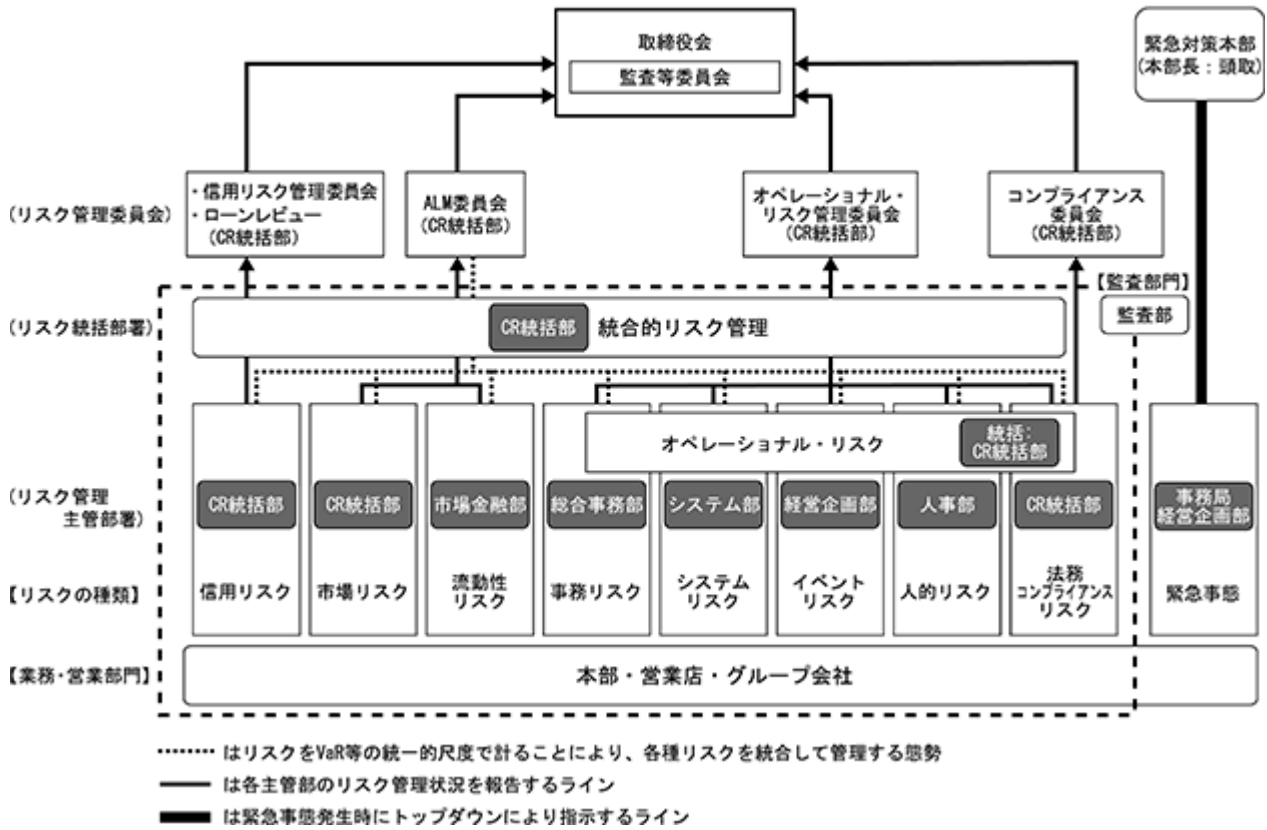 取締役会
監査等委員会
緊急対策本部
(本部長：頭取)
(リスク管理委員会)
・信用リスク管理委員会
・ローンレビュー
(CR統括部)
ALM委員会
(CR統括部)
オペレーショナル・
リスク管理委員会
(CR統括部)
コンプライアンス
委員会
(CR統括部)
【監査部門】
監査部
(リスク統括部署)
CR統括部 統合的リスク管理
オペレーショナル・リスク
統括：
CR統括部
(リスク管理
主管部署)
CR統括部
CR統括部
市場金融部
総合事務部
システム部
経営企画部
人事部
CR統括部
事務局
経営企画部
【リスクの種類】
信用リスク
市場リスク
流動性
リスク
事務リスク
システム
リスク
イベント
リスク
人的リスク
法務
コンプライアンス
リスク
緊急事態
【業務・営業部門】
本部・営業店・グループ会社
はリスクをVaR等の統一的尺度で計ることにより、各種リスクを統合して管理する態勢
は各主管部のリスク管理状況を報告するライン
は緊急事態発生時にトップダウンにより指示するライン